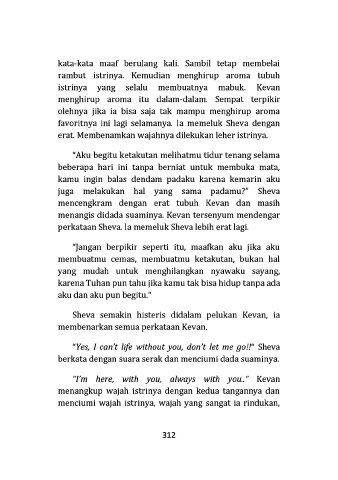 kata-kata maaf berulang kali. Sambil tetap membelai
rambut istrinya. Kemudian menghirup aroma tubuh
istrinya yang selalu membuatnya mabuk. Kevan
menghirup aroma itu dalam-dalam. Sempat terpikir
olehnya jika ia bisa saja tak mampu menghirup aroma
favoritnya ini lagi selamanya. Ia memeluk Sheva dengan
erat. Membenamkan wajahnya dilekukan leher istrinya.
“Aku begitu ketakutan melihatmu tidur tenang selama
beberapa hari ini tanpa berniat untuk membuka mata,
kamu ingin balas dendam padaku karena kemarin aku
juga melakukan hal yang sama padamu?” Sheva
mencengkram dengan erat tubuh Kevan dan masih
menangis didada suaminya. Kevan tersenyum mendengar
perkataan Sheva. Ia memeluk Sheva lebih erat lagi.
“Jangan berpikir seperti itu, maafkan aku jika aku
membuatmu cemas, membuatmu ketakutan, bukan hal
yang mudah untuk menghilangkan nyawaku sayang,
karena Tuhan pun tahu jika kamu tak bisa hidup tanpa ada
aku dan aku pun begitu.”
Sheva semakin histeris didalam pelukan Kevan, ia
membenarkan semua perkataan Kevan.
“Yes, I can’t life without you, don’t let me go!!” Sheva
berkata dengan suara serak dan menciumi dada suaminya.
“I’m here, with you, always with you..” Kevan
menangkup wajah istrinya dengan kedua tangannya dan
menciumi wajah istrinya, wajah yang sangat ia rindukan,
312